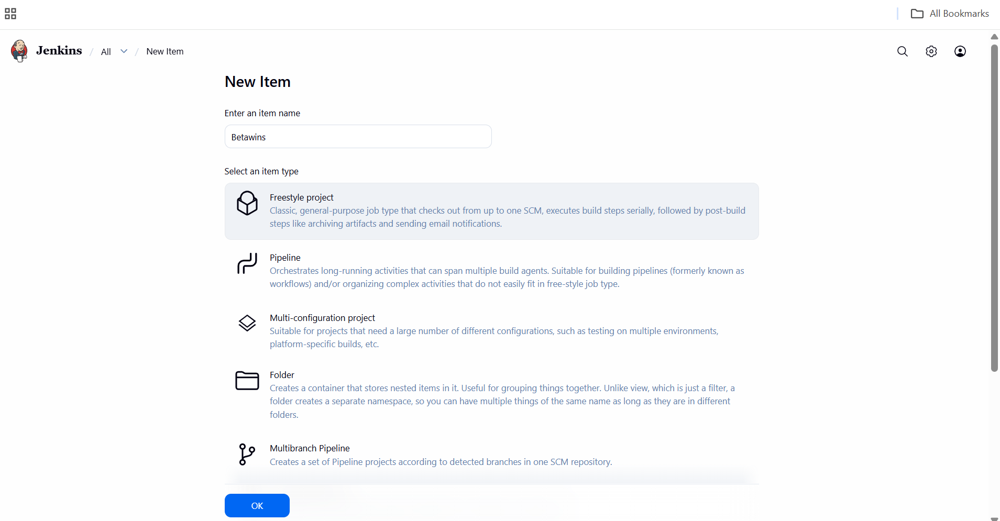 All Bookmarks
Jenkins / All / New Item
New Item
Enter an item name
Betawins
Select an item type
Freestyle project
Classic, general-purpose job type that checks out from up to one SCM, executes build steps serially, followed by post-build
steps like archiving artifacts and sending email notifications.
Pipeline
Orchestrates long-running activities that can span multiple build agents. Suitable for building pipelines (formerly known as
workflows) and/or organizing complex activities that do not easily fit in free-style job type.
Multi-configuration project
Suitable for projects that need a large number of different configurations, such as testing on multiple environments,
platform-specific builds, etc.
Folder
Creates a container that stores nested items in it. Useful for grouping things together. Unlike view, which is just a filter, a
folder creates a separate namespace, so you can have multiple things of the same name as long as they are in different
folders.
Multibranch Pipeline
Creates a set of Pipeline projects according to detected branches in one SCM repository.
OK